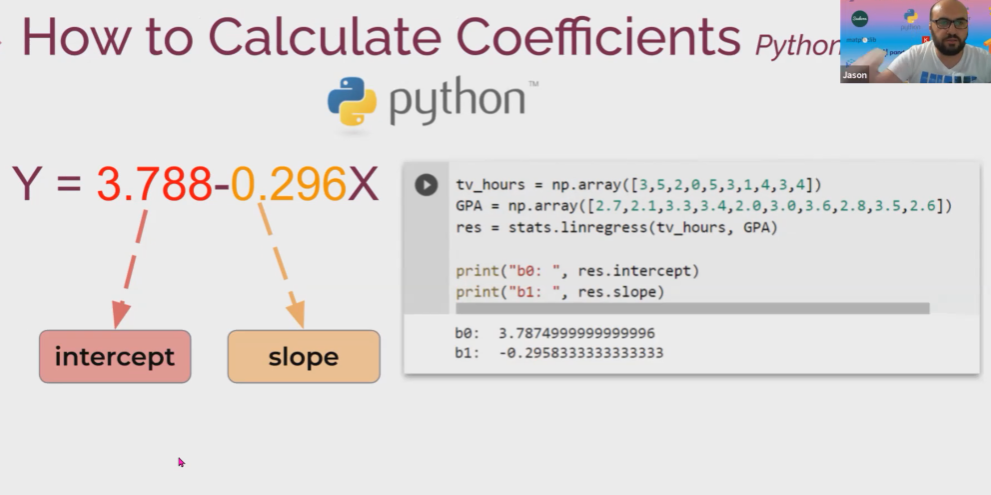 How to Calculate Coefficients Python
Jason
python™
Y = 3.788-0.296X
intercept
slope
tv_hours = np.array([3,5,2,0,5,3,1,4,3,4])
GPA = np.array([2.7,2.1,3.3,3.4,2.0,3.0,3.6,2.8,3.5,2.6])
res = stats.linregress(tv_hours, GPA)
print("b0: ", res.intercept)
print("b1: ", res.slope)
b0: 3.7874999999999996
b1: -0.2958333333333333